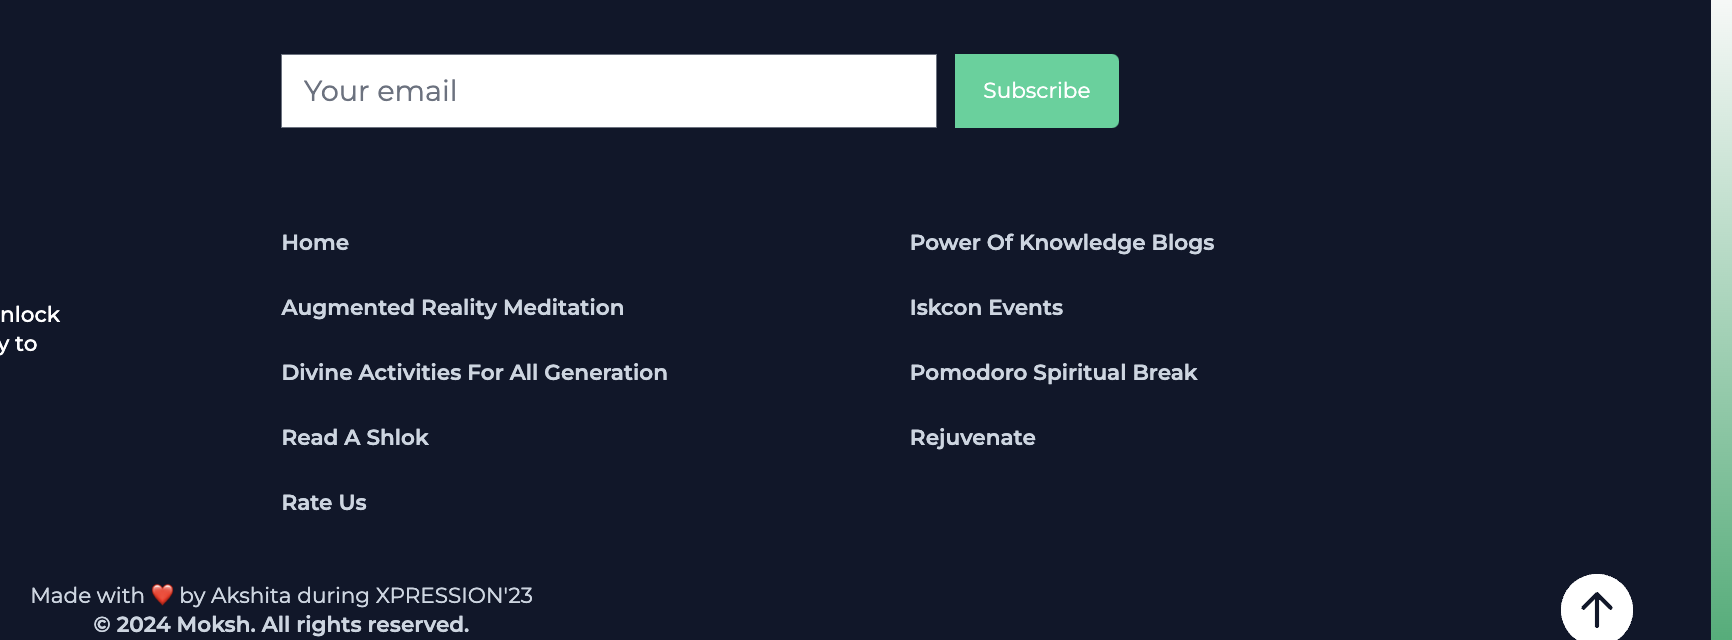 Your email
Subscribe
nlock
y to
Home
Augmented Reality Meditation
Divine Activities For All Generation
Read A Shlok
Rate Us
Power Of Knowledge Blogs
Iskcon Events
Pomodoro Spiritual Break
Rejuvenate
Made with ❤️ by Akshita during XPRESSION'23
© 2024 Moksh. All rights reserved.